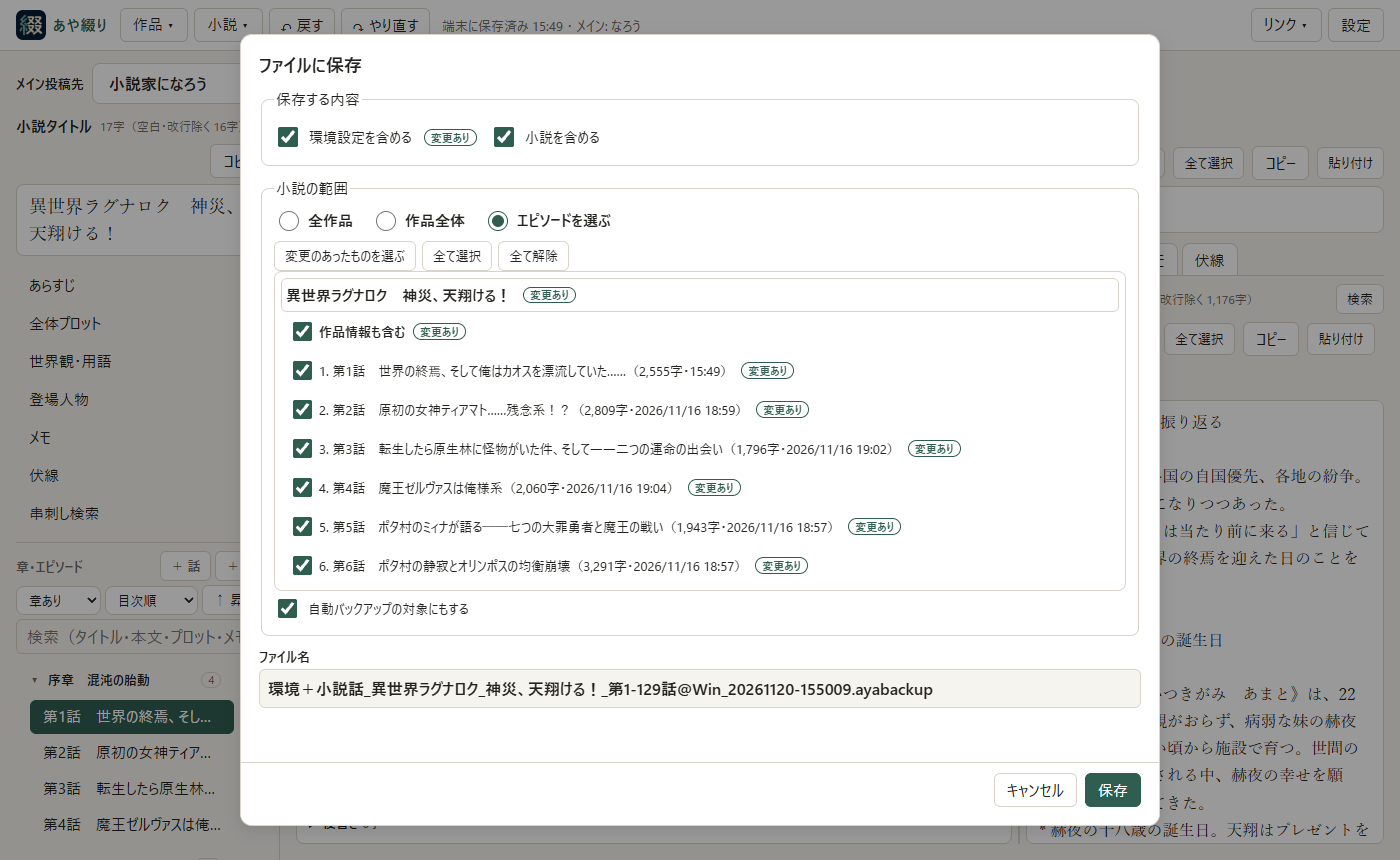 綴 あや綴り 作品▾ 小説▾ 戻す やり直す 端末に保存済み 15:49・メイン: なろう リンク▾ 設定
メイン投稿先 小説家になろう
小説タイトル 17字（空白・改行除く16字
全て選択 コピー 貼り付け
異世界ラグナロク　神災、
天翔ける！
あらすじ
全体プロット
世界観・用語
登場人物
メモ
伏線
串刺し検索
章・エピソード ＋ 話 ＋
章あり 目次順 ↑
検索（タイトル・本文・プロット・メモ
▾ 序章　混沌の胎動 4
第1話　世界の終焉、そし...
第2話　原初の女神ティア...
第3話　転生したら原生林...
第4話　魔王ゼルヴァスは俺...
ファイルに保存
保存する内容
環境設定を含める 変更あり 小説を含める
小説の範囲
全作品 作品全体 エピソードを選ぶ
変更のあったものを選ぶ 全て選択 全て解除
異世界ラグナロク　神災、天翔ける！ 変更あり
作品情報も含む 変更あり
1. 第1話　世界の終焉、そして俺はカオスを漂流していた……（2,555字・15:49） 変更あり
2. 第2話　原初の女神ティアマト……残念系！？（2,809字・2026/11/16 18:59） 変更あり
3. 第3話　転生したら原生林に怪物がいた件、そして一一二つの運命の出会い（1,796字・2026/11/16 19:02） 変更あり
4. 第4話　魔王ゼルヴァスは俺様系（2,060字・2026/11/16 19:04） 変更あり
5. 第5話　ポタ村のミィナが語る――七つの大罪勇者と魔王の戦い（1,943字・2026/11/16 18:57） 変更あり
6. 第6話　ポタ村の静寂とオリンポスの均衡崩壊（3,291字・2026/11/16 18:57） 変更あり
自動バックアップの対象にもする
ファイル名
環境＋小説話_異世界ラグナロク_神災、天翔ける！_第1-129話@Win_20261120-155009.ayabackup
キャンセル 保存
伏線
改行除く 1,176字） 検索
全て選択 コピー 貼り付け
振り返る
国の自国優先、各地の紛争。
になりつつあった。
は当たり前に来る」と信じて
界の終焉を迎えた日のことを
の誕生日
つきがみ　あまと》は、22
親がおらず、病弱な妹の赫夜
い頃から施設で育つ。世間の
される中、赫夜の幸せを願
てきた。
* 赫夜の十八歳の誕生日。天翔はプレゼントを